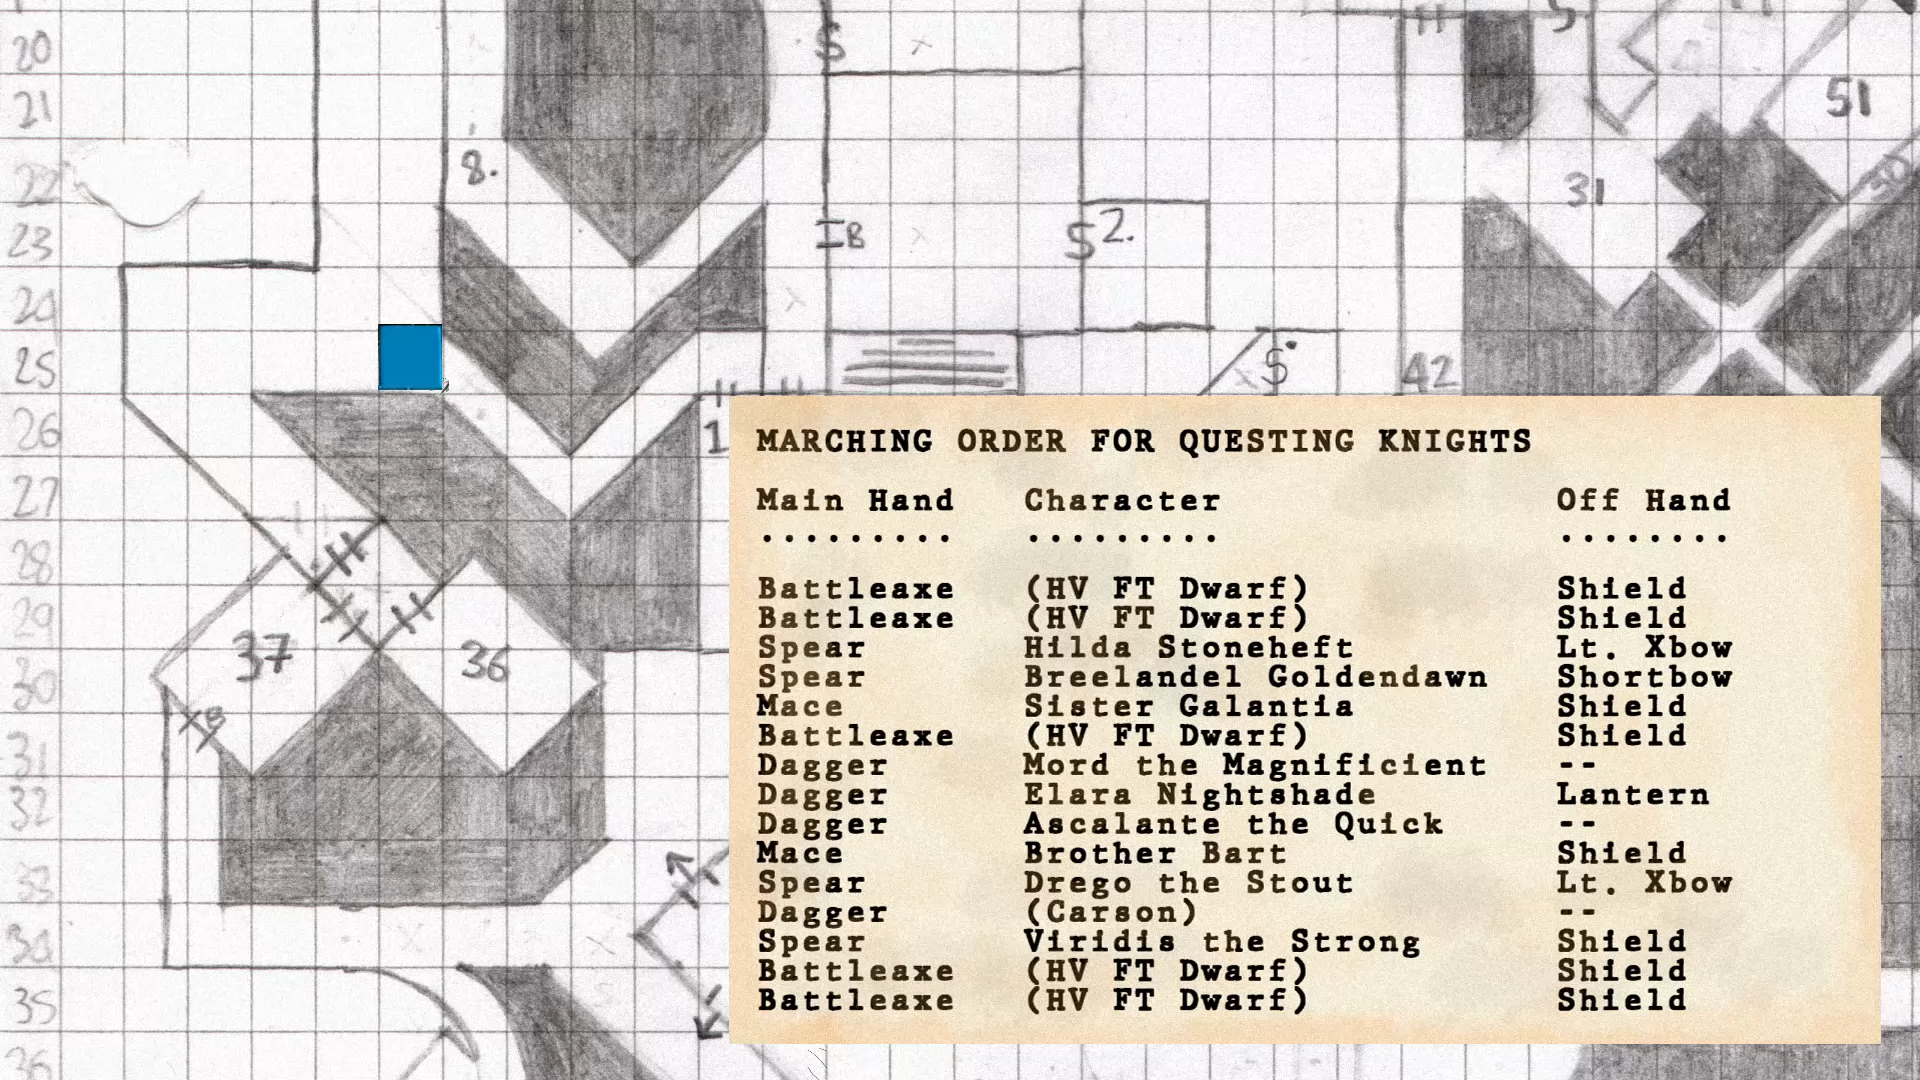 20
21
22
23
24
25
26
27
28
29
30
31
32
33
34
35
36
S
8.
IB
S 2.
S
42
31
51
50
1
37
36
B
MARCHING ORDER FOR QUESTING KNIGHTS
Main Hand Character Off Hand
......... ......... ........
Battleaxe (HV FT Dwarf) Shield
Battleaxe (HV FT Dwarf) Shield
Spear Hilda Stoneheft Lt. Xbow
Spear Breelandel Goldendawn Shortbow
Mace Sister Galantia Shield
Battleaxe (HV FT Dwarf) Shield
Dagger Mord the Magnificient --
Dagger Elara Nightshade Lantern
Dagger Ascalante the Quick --
Mace Brother Bart Shield
Spear Drego the Stout Lt. Xbow
Dagger (Carson) --
Spear Viridis the Strong Shield
Battleaxe (HV FT Dwarf) Shield
Battleaxe (HV FT Dwarf) Shield